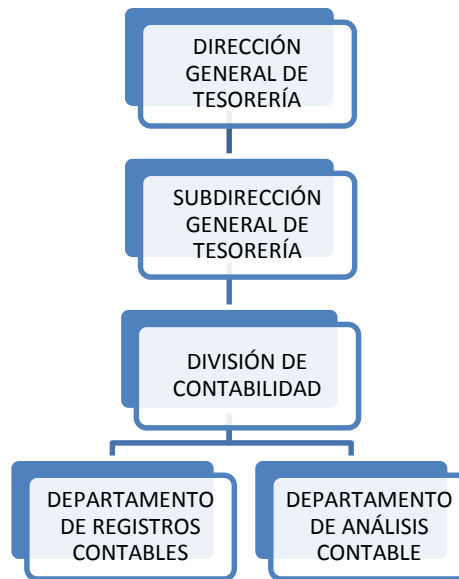 DIRECCIÓN
GENERAL DE
TESORERÍA
SUBDIRECCIÓN
GENERAL DE
TESORERÍA
DIVISIÓN DE
CONTABILIDAD
DEPARTAMENTO
DE REGISTROS
CONTABLES
DEPARTAMENTO
DE ANÁLISIS
CONTABLE